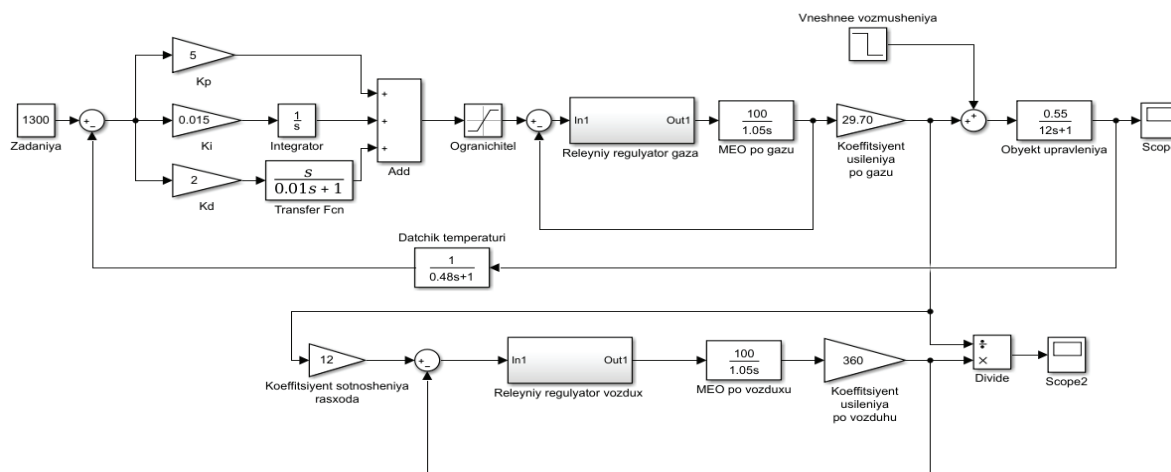 Vneshnee vozmusheniya
5
Kp
1300
Zadaniya
+
−
0.015
Ki
1
s
Integrator
2
Kd
s
0.01s + 1
Transfer Fcn
+
+
+
Add
Ogranichitel
+
−
In1
Out1
Releyniy regulyator gaza
100
1.05s
MEO po gazu
29.70
Koeffitsiyent
usileniya
po gazu
+
+
0.55
12s+1
Obyekt upravleniya
Scope
Datchik temperaturi
1
0.48s+1
12
Koeffitsiyent sotnosheniya
rasxoda
+
−
In1
Out1
Releyniy regulyator vozdux
100
1.05s
MEO po vozduxu
360
Koeffitsiyent
usileniya
po vozduhu
÷
×
Divide
Scope2